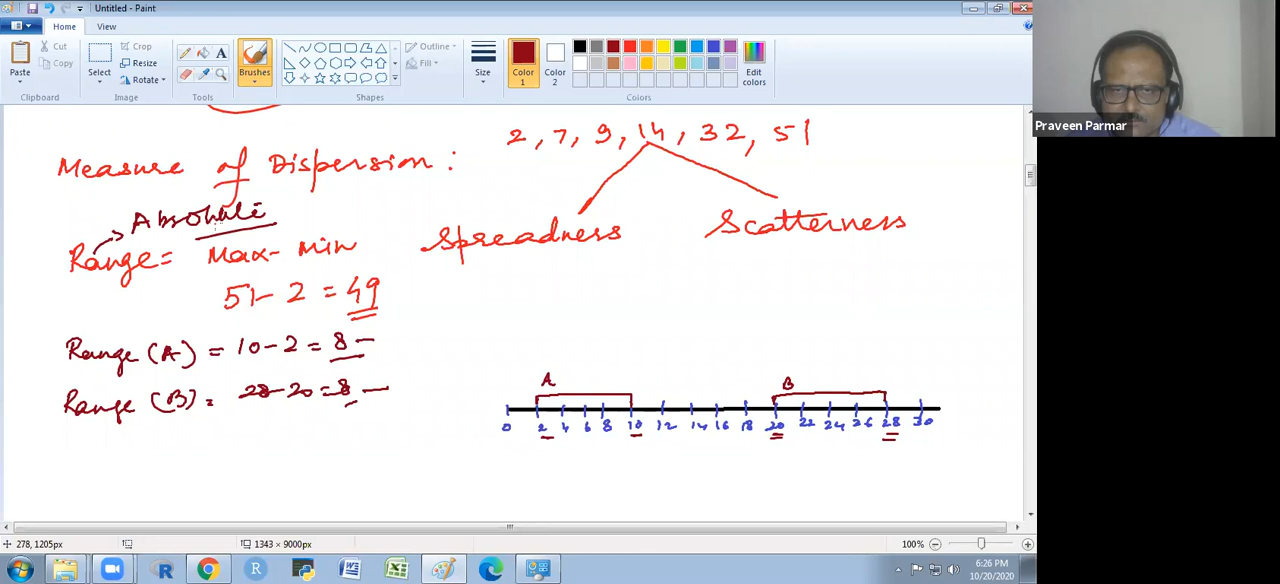 Untitled - Paint
Home View
Paste Cut Copy Select Crop Resize Rotate Brushes Outline Fill Size Color 1 Color 2 Edit colors
Clipboard Image Tools Shapes Colors
Praveen Parmar
2, 7, 9, 14, 32, 51
Measure of Dispersion :
Absolute
Spreadness Scatterness
Range = Max - Min
51 - 2 = 49
Range (A) = 10 - 2 = 8
Range (B) = 28 - 20 = 8
A B
0 2 4 6 8 10 12 14 16 18 20 22 24 26 28 30
278, 1205px 1343 × 9000px 100%
6:26 PM
10/20/2020